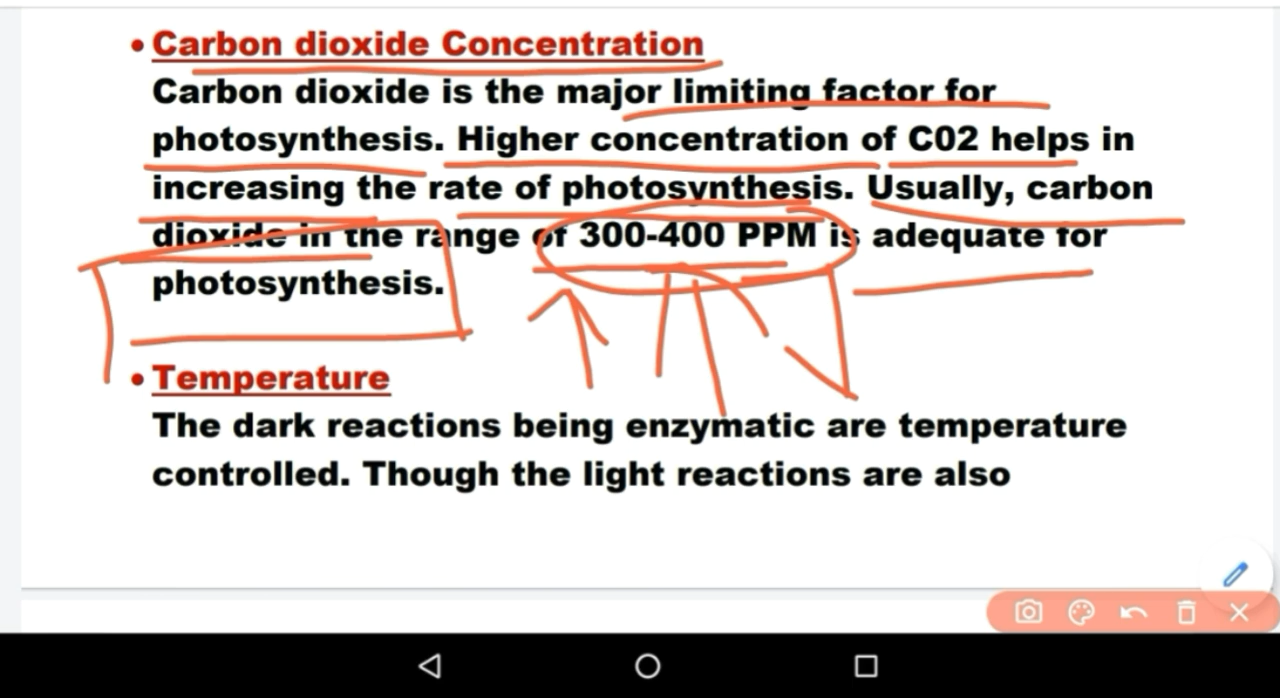 • Carbon dioxide Concentration
Carbon dioxide is the major limiting factor for
photosynthesis. Higher concentration of C02 helps in
increasing the rate of photosynthesis. Usually, carbon
dioxide in the range of 300-400 PPM is adequate for
photosynthesis.
• Temperature
The dark reactions being enzymatic are temperature
controlled. Though the light reactions are also